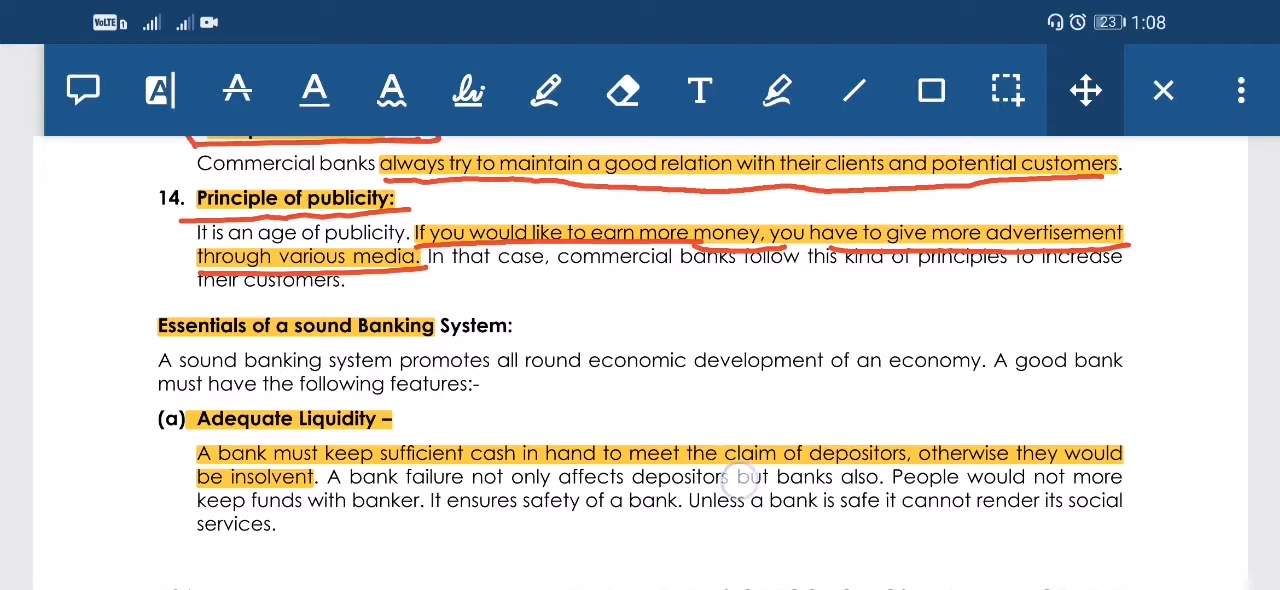 VoLTE 1 23 1:08
A A A A T
Commercial banks always try to maintain a good relation with their clients and potential customers.
14. Principle of publicity:
It is an age of publicity. If you would like to earn more money, you have to give more advertisement
through various media. In that case, commercial banks follow this kind of principles to increase
their customers.
Essentials of a sound Banking System:
A sound banking system promotes all round economic development of an economy. A good bank
must have the following features:-
(a) Adequate Liquidity –
A bank must keep sufficient cash in hand to meet the claim of depositors, otherwise they would
be insolvent. A bank failure not only affects depositors but banks also. People would not more
keep funds with banker. It ensures safety of a bank. Unless a bank is safe it cannot render its social
services.